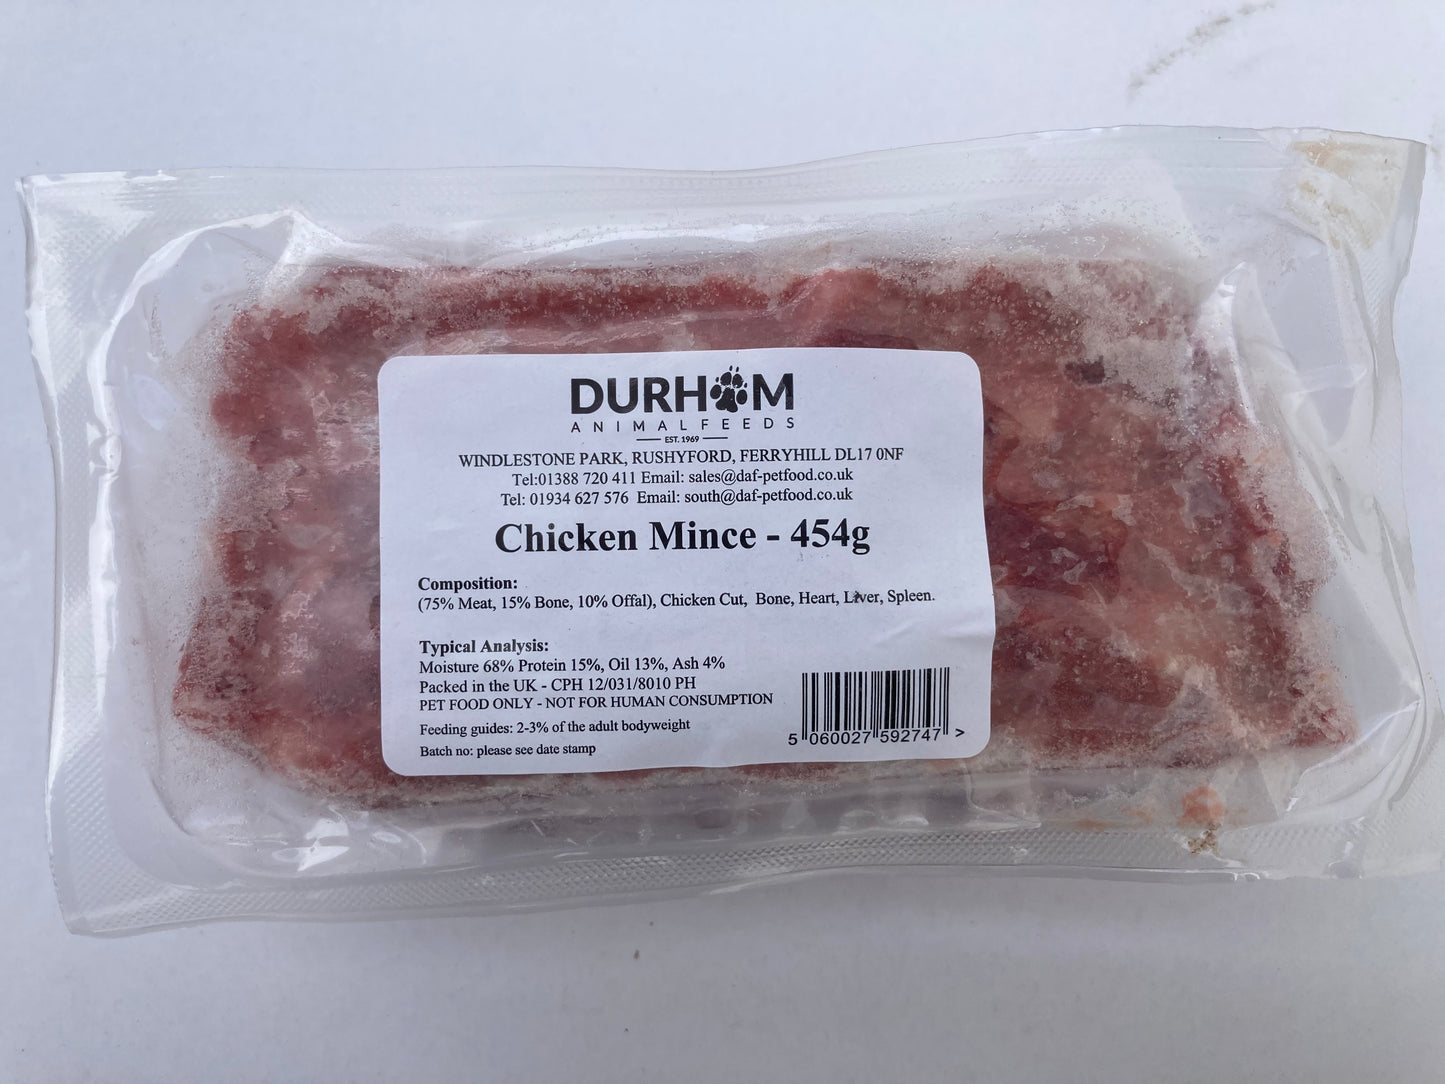 DURHAM
ANIMALFEEDS
EST. 1969
WINDLESTONE PARK, RUSHYFORD, FERRYHILL DL17 0NF
Tel:01388 720 411 Email: sales@daf-petfood.co.uk
Tel: 01934 627 576 Email: south@daf-petfood.co.uk
Chicken Mince - 454g
Composition:
(75% Meat, 15% Bone, 10% Offal), Chicken Cut, Bone, Heart, Liver, Spleen.
Typical Analysis:
Moisture 68% Protein 15%, Oil 13%, Ash 4%
Packed in the UK - CPH 12/031/8010 PH
PET FOOD ONLY - NOT FOR HUMAN CONSUMPTION
Feeding guides: 2-3% of the adult bodyweight
Batch no: please see date stamp
5 060027 592747 >